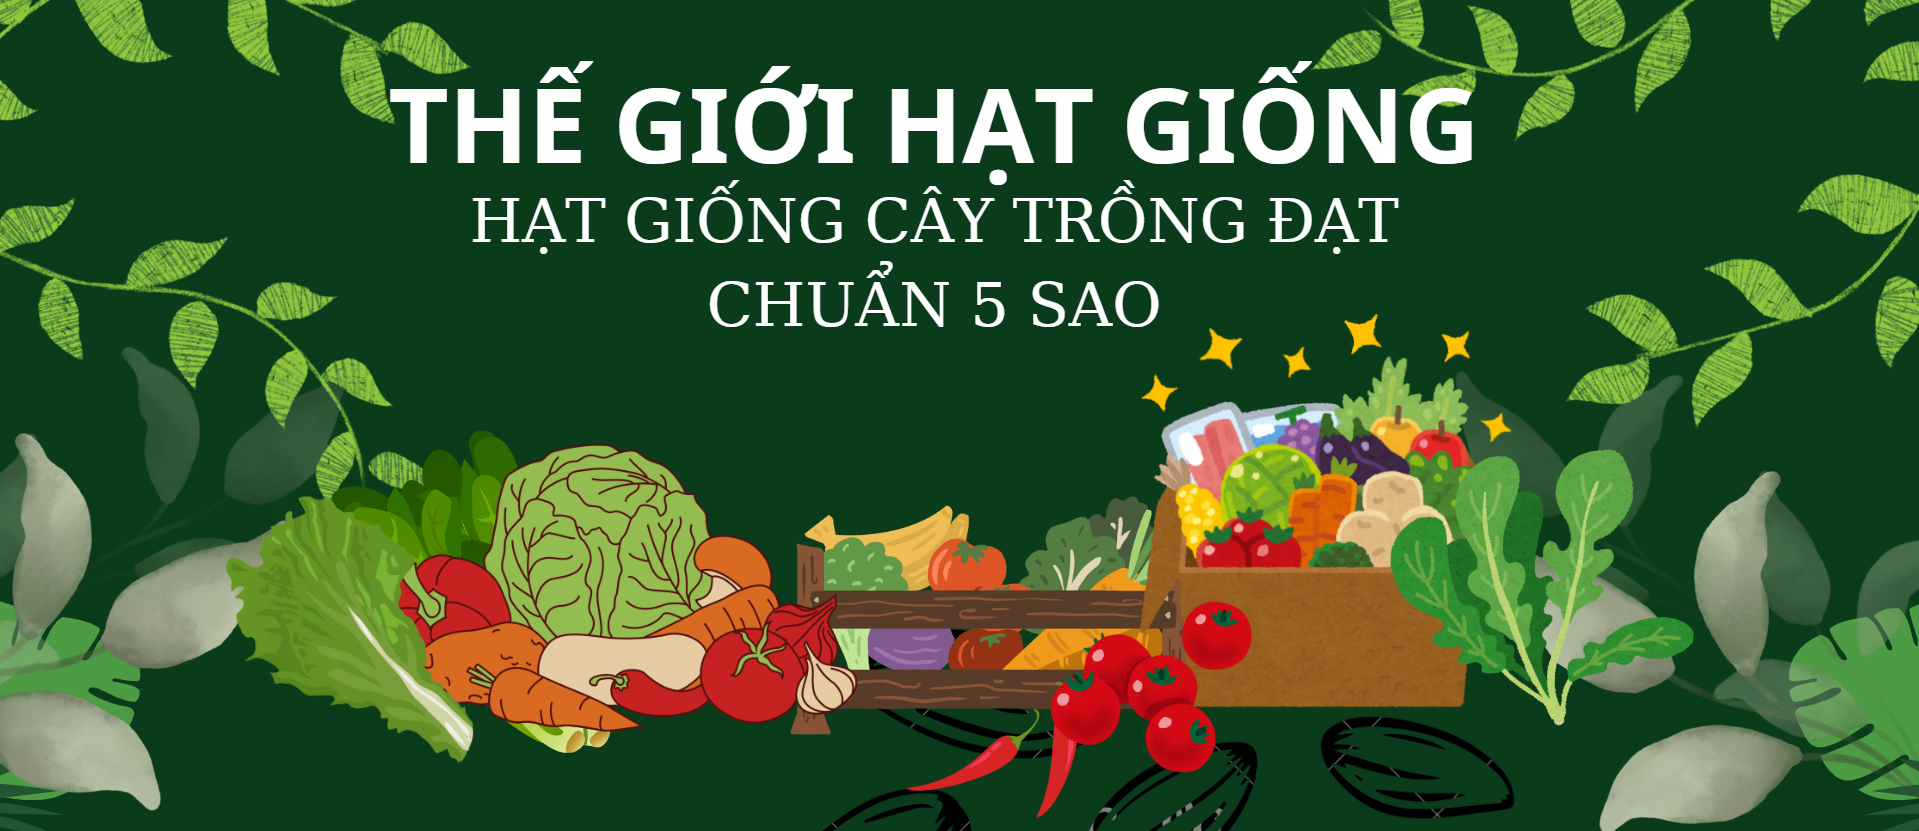 THẾ GIỚI HẠT GIỐNG
HẠT GIỐNG CÂY TRỒNG ĐẠT
CHUẨN 5 SAO